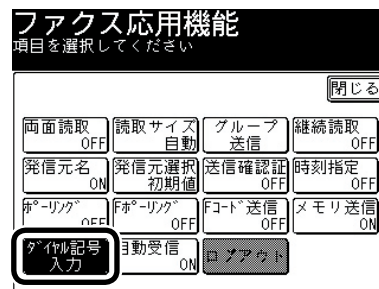 ファクス応用機能
項目を選択してください
閉じる
両面読取 読取サイズ グループ 継続読取
OFF 自動 送信 OFF
発信元名 発信元選択 送信確認証 時刻指定
ON 初期値 OFF OFF
ﾎﾟｰﾘﾝｸﾞ Fﾎﾟｰﾘﾝｸﾞ Fｺｰﾄﾞ送信 メモリ送信
OFF OFF OFF ON
ﾀﾞｲﾔﾙ記号 自動受信 ログアウト
入力 ON